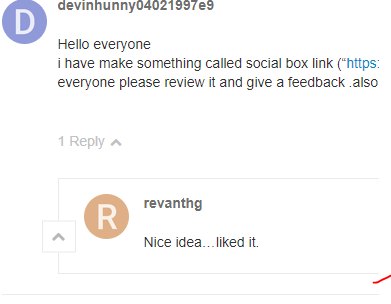 devinhunny04021997e9
D
Hello everyone
i have make something called social box link (“https:
everyone please review it and give a feedback .also
1 Reply
R
revanthg
Nice idea…liked it.